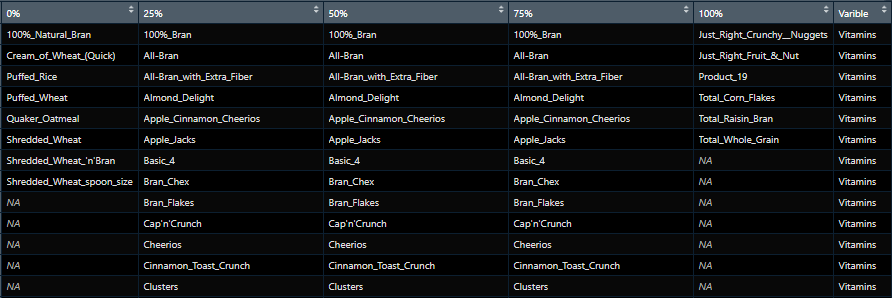 0% 25% 50% 75% 100% Varible
100%_Natural_Bran 100%_Bran 100%_Bran 100%_Bran Just_Right_Crunchy__Nuggets Vitamins
Cream_of_Wheat_(Quick) All-Bran All-Bran All-Bran Just_Right_Fruit_&_Nut Vitamins
Puffed_Rice All-Bran_with_Extra_Fiber All-Bran_with_Extra_Fiber All-Bran_with_Extra_Fiber Product_19 Vitamins
Puffed_Wheat Almond_Delight Almond_Delight Almond_Delight Total_Corn_Flakes Vitamins
Quaker_Oatmeal Apple_Cinnamon_Cheerios Apple_Cinnamon_Cheerios Apple_Cinnamon_Cheerios Total_Raisin_Bran Vitamins
Shredded_Wheat Apple_Jacks Apple_Jacks Apple_Jacks Total_Whole_Grain Vitamins
Shredded_Wheat_'n'Bran Basic_4 Basic_4 Basic_4 NA Vitamins
Shredded_Wheat_spoon_size Bran_Chex Bran_Chex Bran_Chex NA Vitamins
NA Bran_Flakes Bran_Flakes Bran_Flakes NA Vitamins
NA Cap'n'Crunch Cap'n'Crunch Cap'n'Crunch NA Vitamins
NA Cheerios Cheerios Cheerios NA Vitamins
NA Cinnamon_Toast_Crunch Cinnamon_Toast_Crunch Cinnamon_Toast_Crunch NA Vitamins
NA Clusters Clusters Clusters NA Vitamins